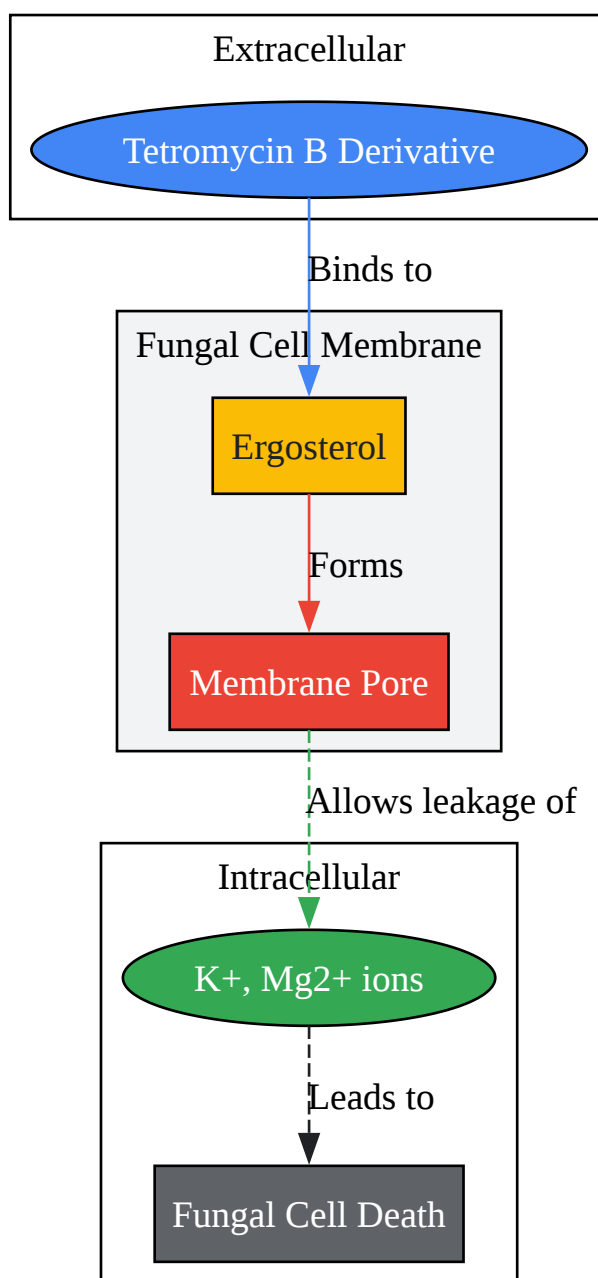 Extracellular
Tetromycin B Derivative
Binds to
Fungal Cell Membrane
Ergosterol
Forms
Membrane Pore
Allows leakage of
Intracellular
K+, Mg2+ ions
Leads to
Fungal Cell Death